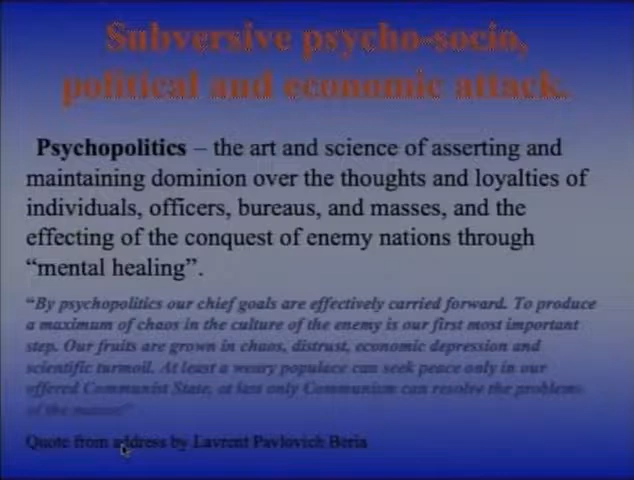 Subversive psycho-socio,
political and economic attack.
Psychopolitics – the art and science of asserting and
maintaining dominion over the thoughts and loyalties of
individuals, officers, bureaus, and masses, and the
effecting of the conquest of enemy nations through
“mental healing”.
“By psychopolitics our chief goals are effectively carried forward. To produce
a maximum of chaos in the culture of the enemy is our first most important
step. Our fruits are grown in chaos, distrust, economic depression and
scientific turmoil. At least a weary populace can seek peace only in our
offered Communist State, at last only Communism can resolve the problems
of the masses”
Quote from address by Lavrent Pavlovich Beria